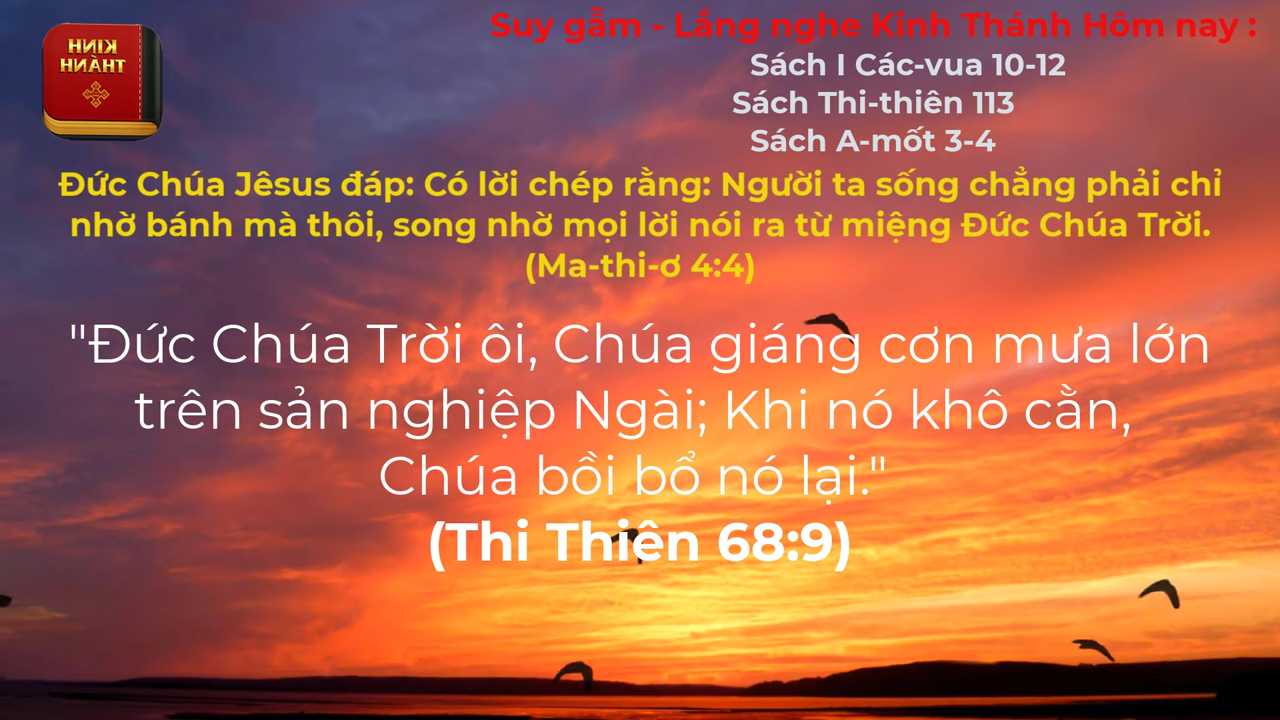 KINH
THÁNH
Suy gẫm - Lắng nghe Kinh Thánh Hôm nay :
Sách I Các-vua 10-12
Sách Thi-thiên 113
Sách A-mốt 3-4
Đức Chúa Jêsus đáp: Có lời chép rằng: Người ta sống chẳng phải chỉ
nhờ bánh mà thôi, song nhờ mọi lời nói ra từ miệng Đức Chúa Trời.
(Ma-thi-ơ 4:4)
"Đức Chúa Trời ôi, Chúa giáng cơn mưa lớn
trên sản nghiệp Ngài; Khi nó khô cằn,
Chúa bồi bổ nó lại."
(Thi Thiên 68:9)